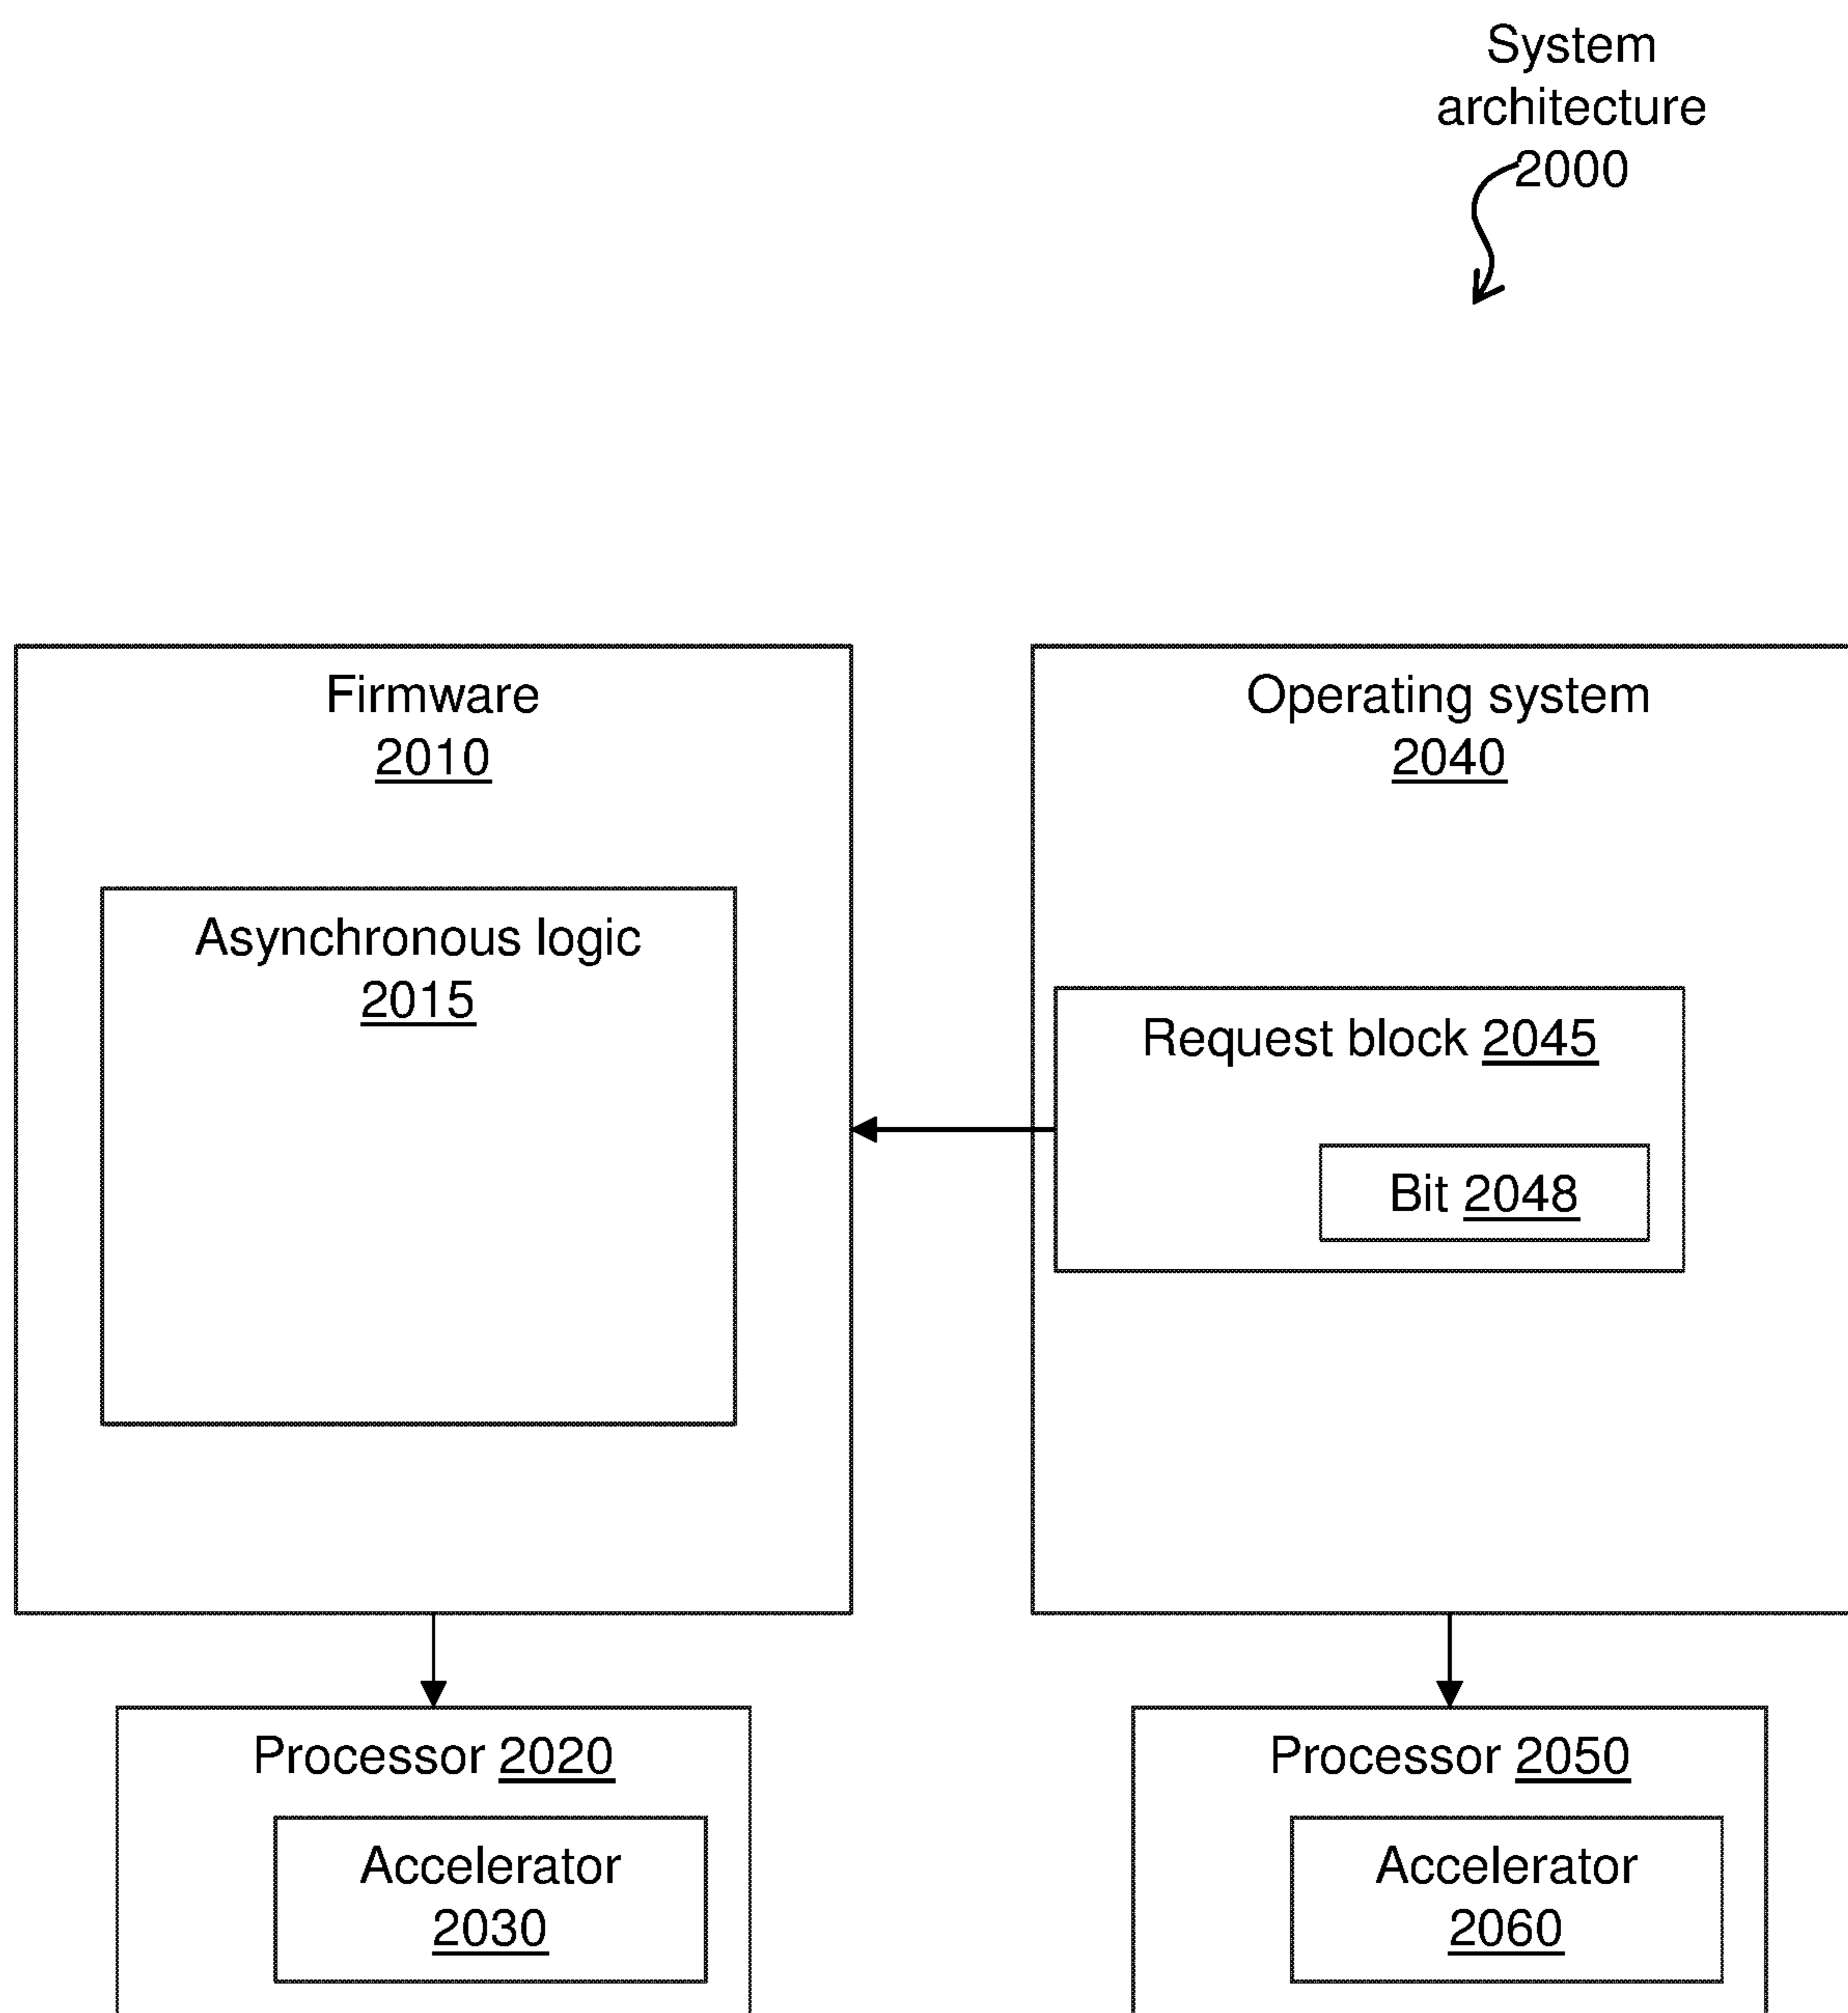 System
architecture
2000
Firmware
2010
Operating system
2040
Asynchronous logic
2015
Request block 2045
Bit 2048
Processor 2020
Accelerator
2030
Processor 2050
Accelerator
2060